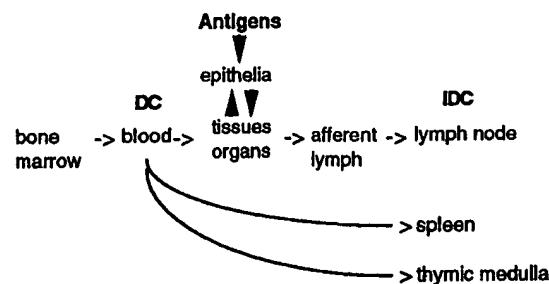 Antigens
epithelia
DC
IDC
bone marrow -> blood -> tissues organs -> afferent lymph -> lymph node
> spleen
> thymic medulla